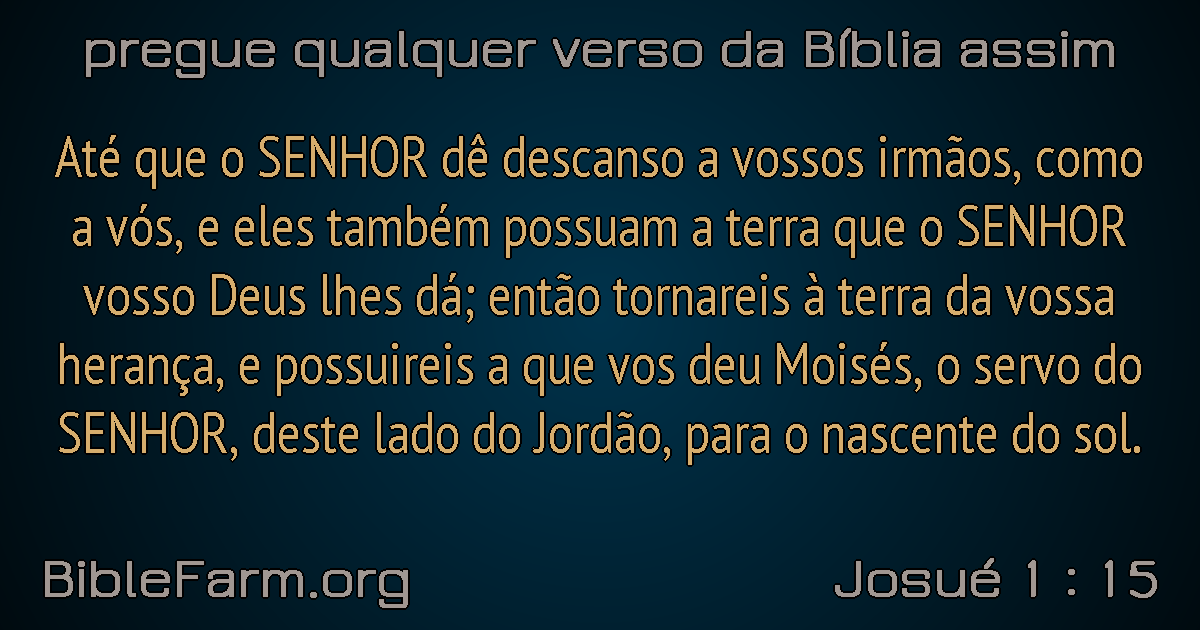 pregue qualquer verso da Bíblia assim
Até que o SENHOR dê descanso a vossos irmãos, como
a vós, e eles também possuam a terra que o SENHOR
vosso Deus lhes dá; então tornareis à terra da vossa
herança, e possuireis a que vos deu Moisés, o servo do
SENHOR, deste lado do Jordão, para o nascente do sol.
BibleFarm.org
Josué 1 : 15